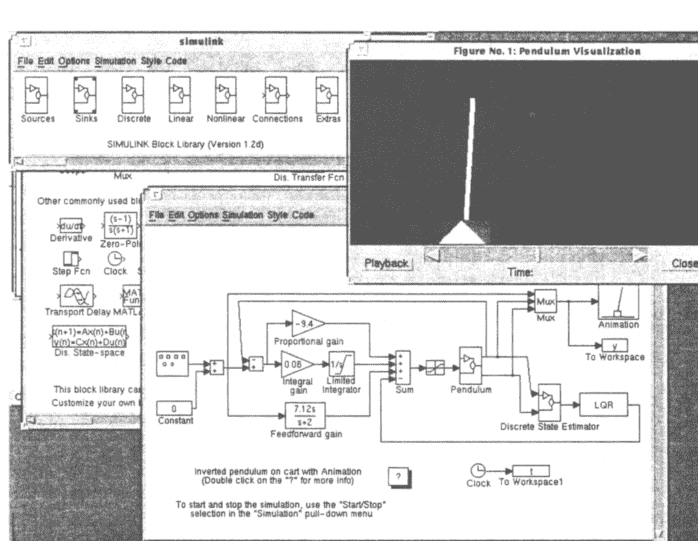 simulink
File Edit Options Simulation Style Code
Sources Sinks Discrete Linear Nonlinear Connections Extras
SIMULINK Block Library (Version 1.2d)
Figure No. 1: Pendulum Visualization
Playback
Close
Time:
Mux
Dis. Transfer Fcn
Other commonly used bl
du/dt
(s-1)
s(s+1)
Derivative
Zero-Pol
Step Fcn
Clock
MAT
Fun
Transport Delay
MATL
x(n+1)=Ax(n)+Bu(n
y(n)=Cx(n)+Du(n)
Dis. State-space
This block library ca
Customize your own
File Edit Options Simulation Style Code
-9.4
Proportional gain
0.06
Integral
gain
1/s
Limited
Integrator
7.12s
s+2
Feedforward gain
0
Constant
Sum
Pendulum
Mux
Mux
Animation
y
To Workspace
Discrete State Estimator
LQR
Inverted pendulum on cart with Animation
(Double click on the "?" for more info)
?
Clock
t
To Workspace1
To start and stop the simulation, use the "Start/Stop"
selection in the "Simulation" pull-down menu